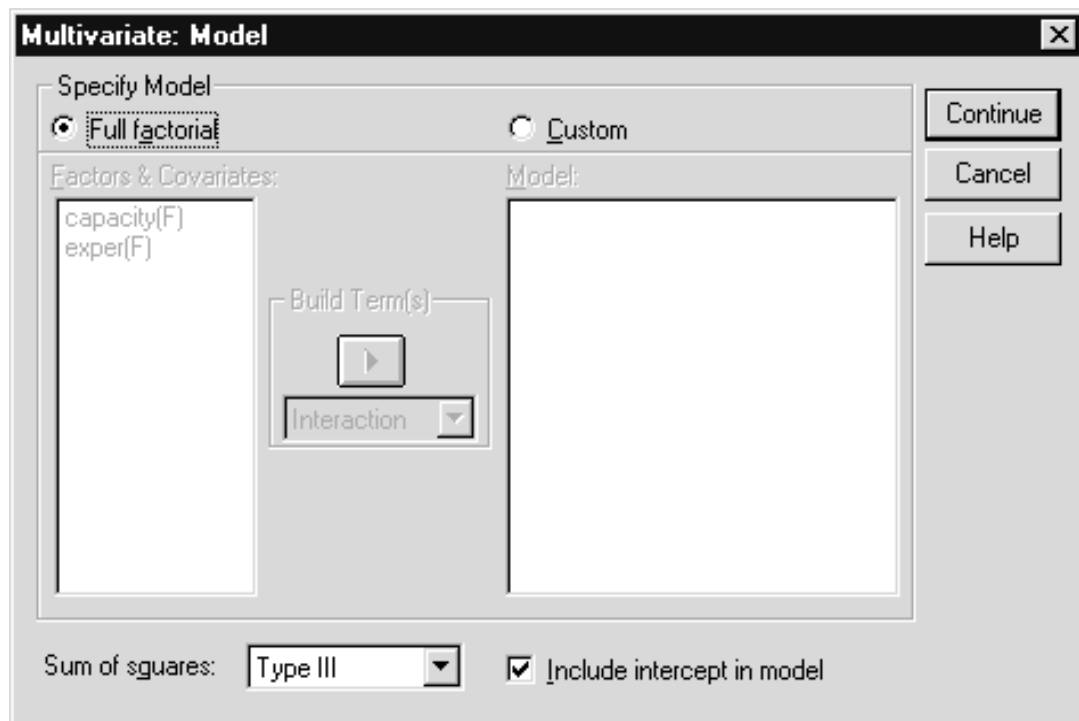 Multivariate: Model
Specify Model
Full factorial
Custom
Continue
Cancel
Help
Factors & Covariates:
Model:
capacity(F)
exper(F)
Build Term(s)
Interaction
Sum of sguares:
Type III
Include intercept in model